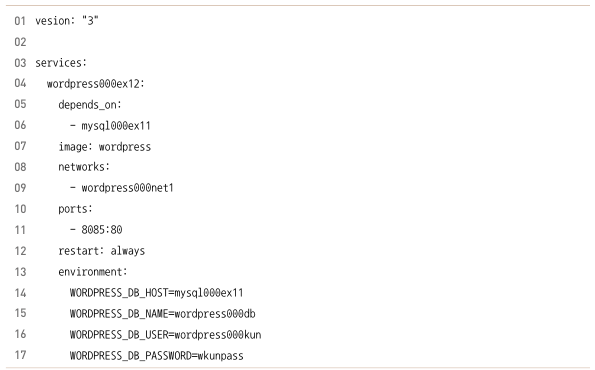 01 vesion: "3"
02
03 services:
04   wordpress000ex12:
05     depends_on:
06       - mysql000ex11
07     image: wordpress
08     networks:
09       - wordpress000net1
10     ports:
11       - 8085:80
12     restart: always
13     environment:
14       WORDPRESS_DB_HOST=mysql000ex11
15       WORDPRESS_DB_NAME=wordpress000db
16       WORDPRESS_DB_USER=wordpress000kun
17       WORDPRESS_DB_PASSWORD=wkunpass